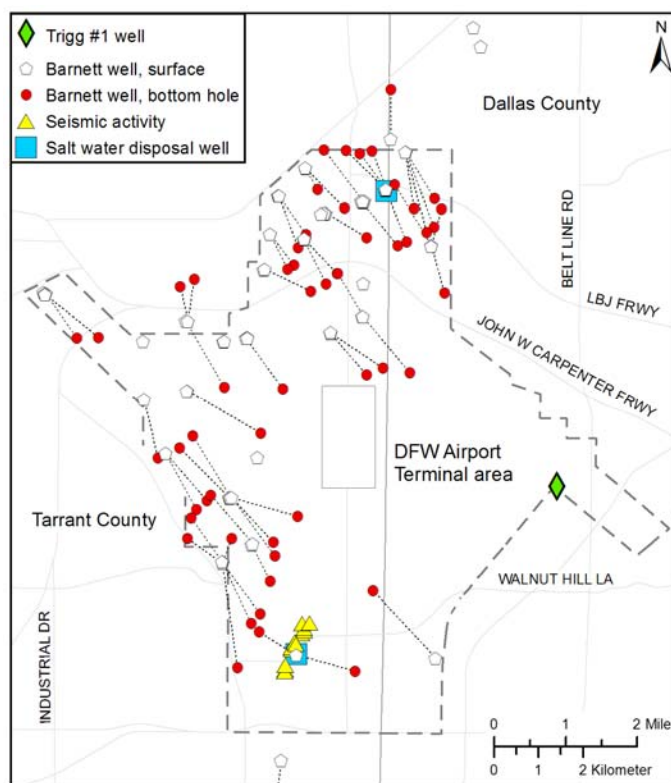 Trigg #1 well
Barnett well, surface
Barnett well, bottom hole
Seismic activity
Salt water disposal well
N
Dallas County
BELT LINE RD
LBJ FRWY
JOHN W CARPENTER FRWY
DFW Airport
Terminal area
Tarrant County
WALNUT HILL LA
INDUSTRIAL DR
0 1 2 Mile
0 1 2 Kilometer